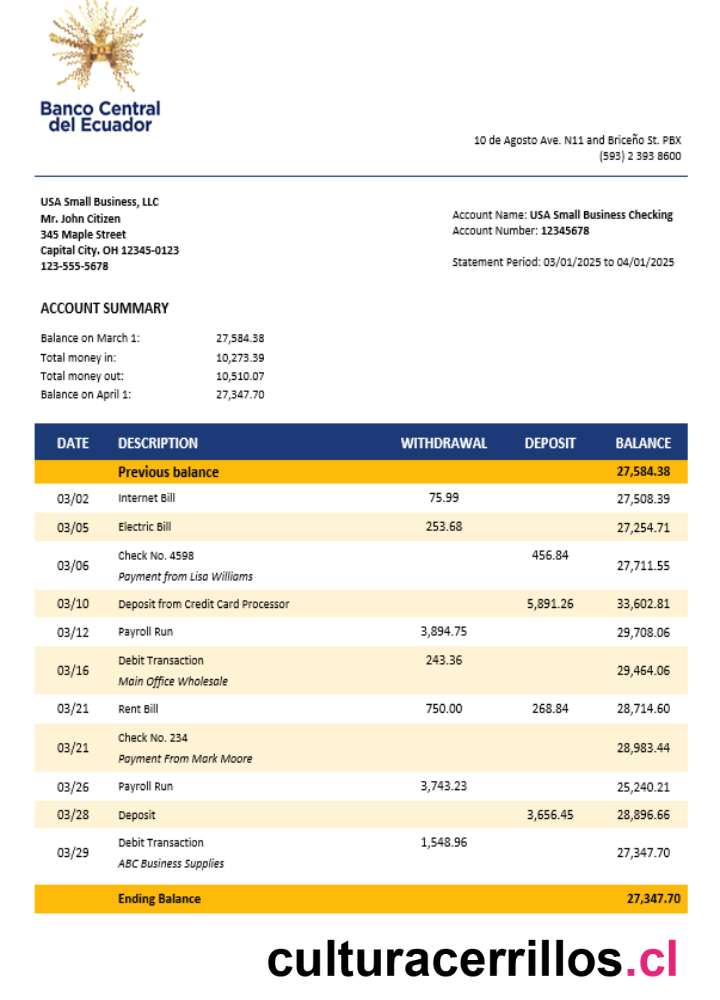 Banco Central
del Ecuador
10 de Agosto Ave. N11 and Briceño St. PBX
(593) 2 393 8600
USA Small Business, LLC
Mr. John Citizen
345 Maple Street
Capital City. OH 12345-0123
123-555-5678
Account Name: USA Small Business Checking
Account Number: 12345678
Statement Period: 03/01/2025 to 04/01/2025
ACCOUNT SUMMARY
Balance on March 1: 27,584.38
Total money in: 10,273.39
Total money out: 10,510.07
Balance on April 1: 27,347.70
DATE DESCRIPTION WITHDRAWAL DEPOSIT BALANCE
Previous balance 27,584.38
03/02 Internet Bill 75.99 27,508.39
03/05 Electric Bill 253.68 27,254.71
03/06 Check No. 4598 456.84 27,711.55
Payment from Lisa Williams
03/10 Deposit from Credit Card Processor 5,891.26 33,602.81
03/12 Payroll Run 3,894.75 29,708.06
03/16 Debit Transaction 243.36 29,464.06
Main Office Wholesale
03/21 Rent Bill 750.00 268.84 28,714.60
03/21 Check No. 234 28,983.44
Payment From Mark Moore
03/26 Payroll Run 3,743.23 25,240.21
03/28 Deposit 3,656.45 28,896.66
03/29 Debit Transaction 1,548.96 27,347.70
ABC Business Supplies
Ending Balance 27,347.70
culturacerrillos.cl